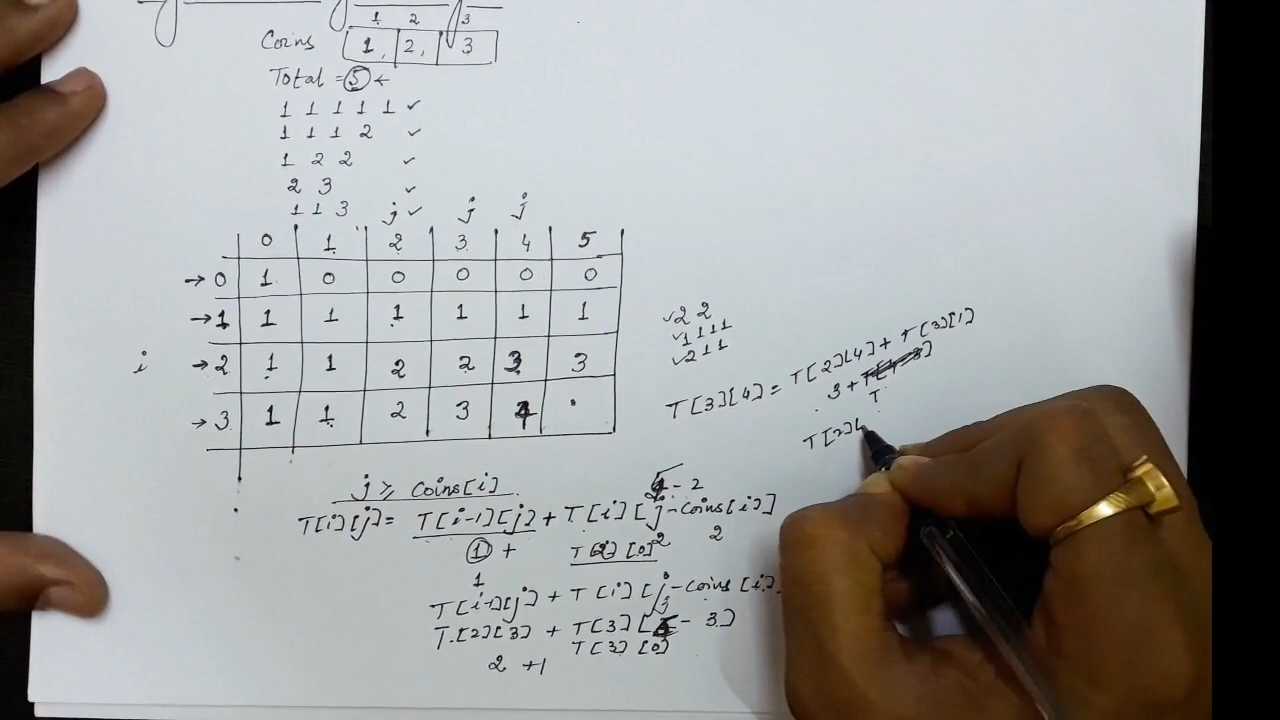 1 2 3
Coins 1, 2, 3
Total = 5 ←
1 1 1 1 1 ✓
1 1 1 2 ✓
1 2 2 ✓
2 3 ✓
1 1 3 ✓
j j j
0 1 2 3 4 5
→ 0 1 0 0 0 0 0
→ 1 1 1 1 1 1 1
i → 2 1 1 2 2 3 3
→ 3 1 1 2 3 4
✓ 2 2
✓ 1 1 1 1
✓ 2 1 1
T[3][4] = T[2][4] + T[3][1]
3 +
T
T[2][
j ≥ Coins[i]
- 2
T[i][j] = T[i-1][j] + T[i][j-coins[i]]
2 2
1 + T[2][0]
1
T[i-1][j] + T[i][j-coins[i]
3
T[2][3] + T[3][ - 3]
T[3][0]
2 +1